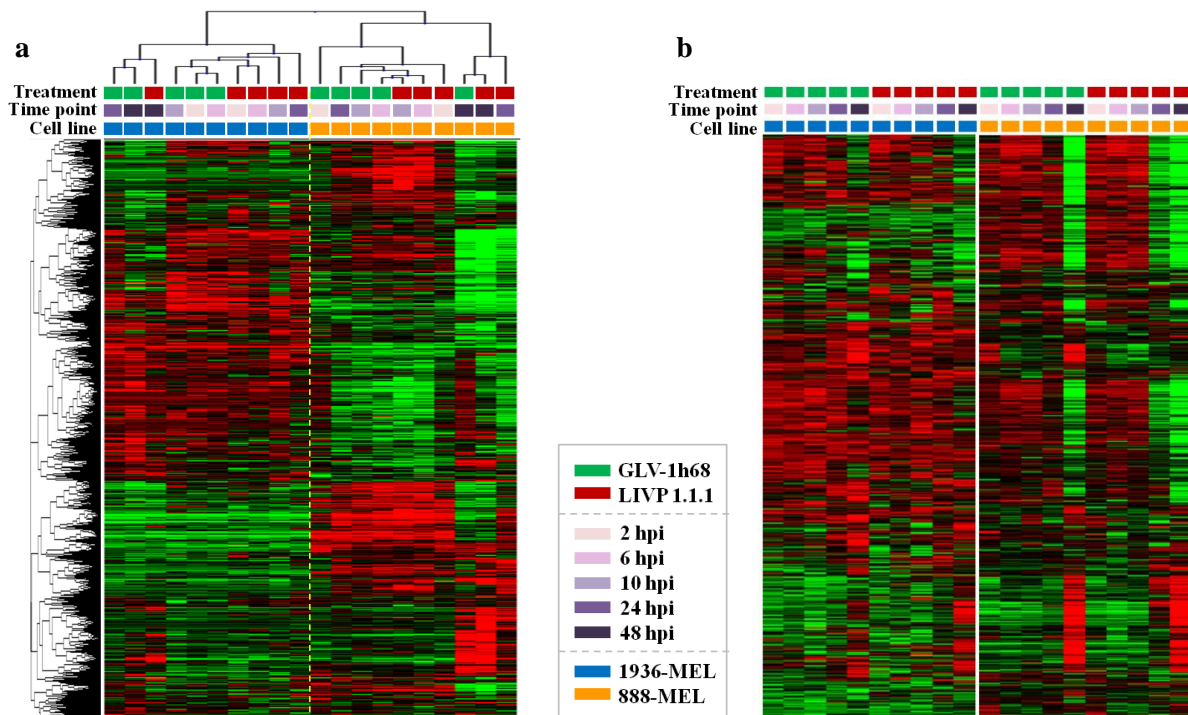 a
Treatment
Time point
Cell line
b
Treatment
Time point
Cell line
GLV-1h68
LIVP 1.1.1
2 hpi
6 hpi
10 hpi
24 hpi
48 hpi
1936-MEL
888-MEL